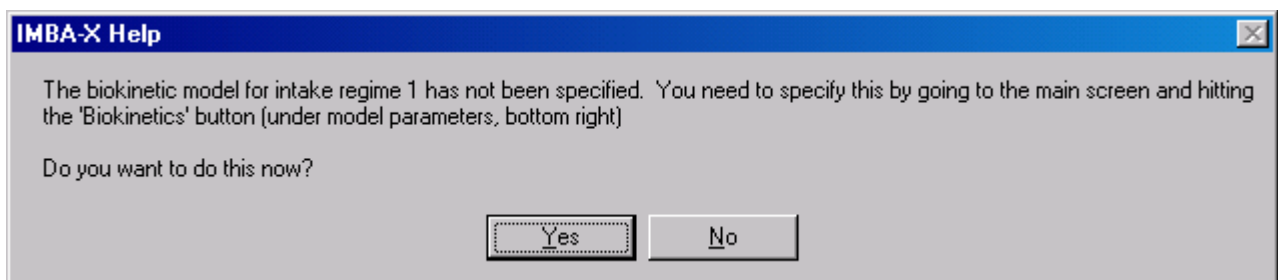 IMBA-X Help
The biokinetic model for intake regime 1 has not been specified.  You need to specify this by going to the main screen and hitting
the 'Biokinetics' button (under model parameters, bottom right)
Do you want to do this now?
Yes
No